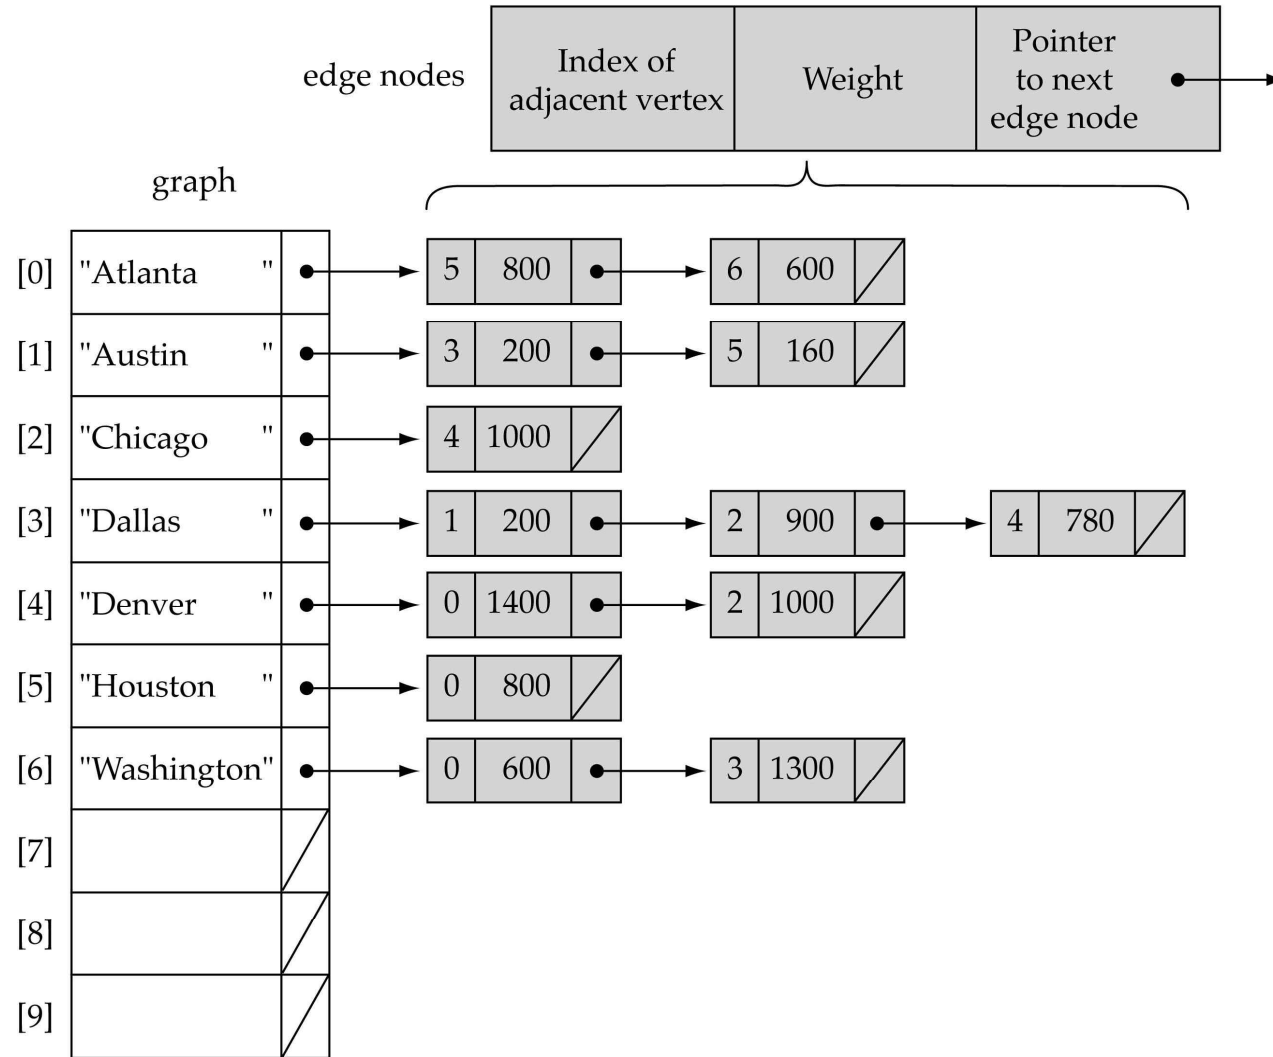 edge nodes
Index of
adjacent vertex
Weight
Pointer
to next
edge node
graph
[0] "Atlanta " 5 800 6 600
[1] "Austin " 3 200 5 160
[2] "Chicago " 4 1000
[3] "Dallas " 1 200 2 900 4 780
[4] "Denver " 0 1400 2 1000
[5] "Houston " 0 800
[6] "Washington" 0 600 3 1300
[7]
[8]
[9]